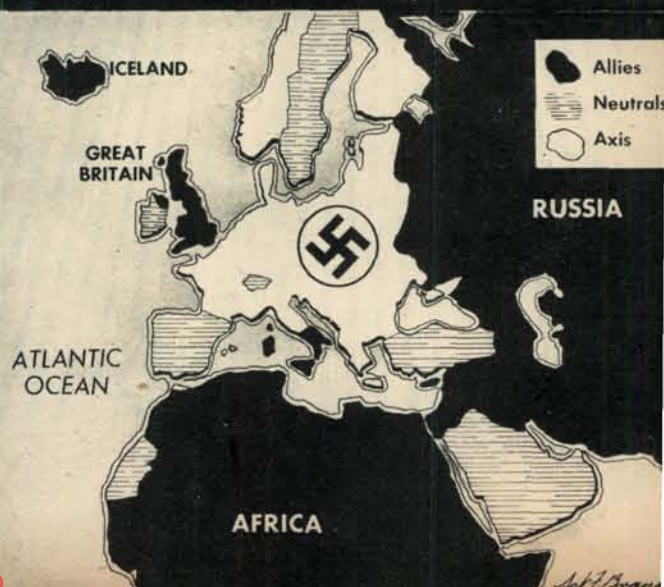 ICELAND
GREAT
BRITAIN
ATLANTIC
OCEAN
AFRICA
RUSSIA
Allies
Neutrals
Axis